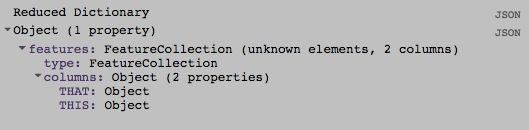 Reduced Dictionary JSON
Object (1 property) JSON
features: FeatureCollection (unknown elements, 2 columns)
type: FeatureCollection
columns: Object (2 properties)
THAT: Object
THIS: Object